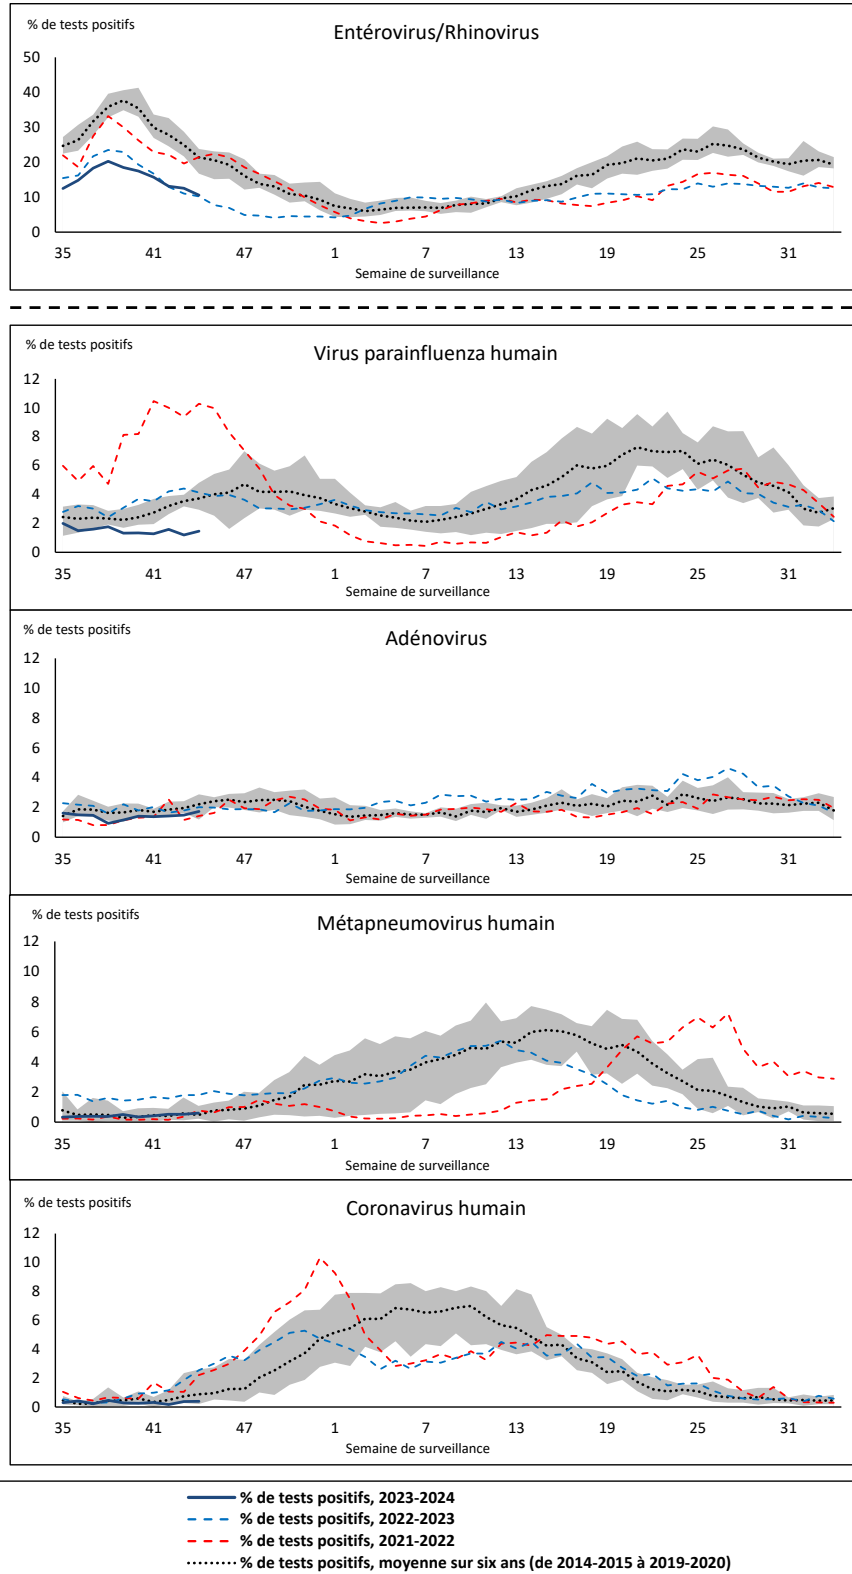 % de tests positifs
Entérovirus/Rhinovirus
50
40
30
20
10
0
35 41 47 1 7 13 19 25 31
Semaine de surveillance
% de tests positifs
Virus parainfluenza humain
12
10
8
6
4
2
0
35 41 47 1 7 13 19 25 31
Semaine de surveillance
% de tests positifs
Adénovirus
12
10
8
6
4
2
0
35 41 47 1 7 13 19 25 31
Semaine de surveillance
% de tests positifs
Métapneumovirus humain
12
10
8
6
4
2
0
35 41 47 1 7 13 19 25 31
Semaine de surveillance
% de tests positifs
Coronavirus humain
12
10
8
6
4
2
0
35 41 47 1 7 13 19 25 31
Semaine de surveillance
% de tests positifs, 2023-2024
% de tests positifs, 2022-2023
% de tests positifs, 2021-2022
% de tests positifs, moyenne sur six ans (de 2014-2015 à 2019-2020)